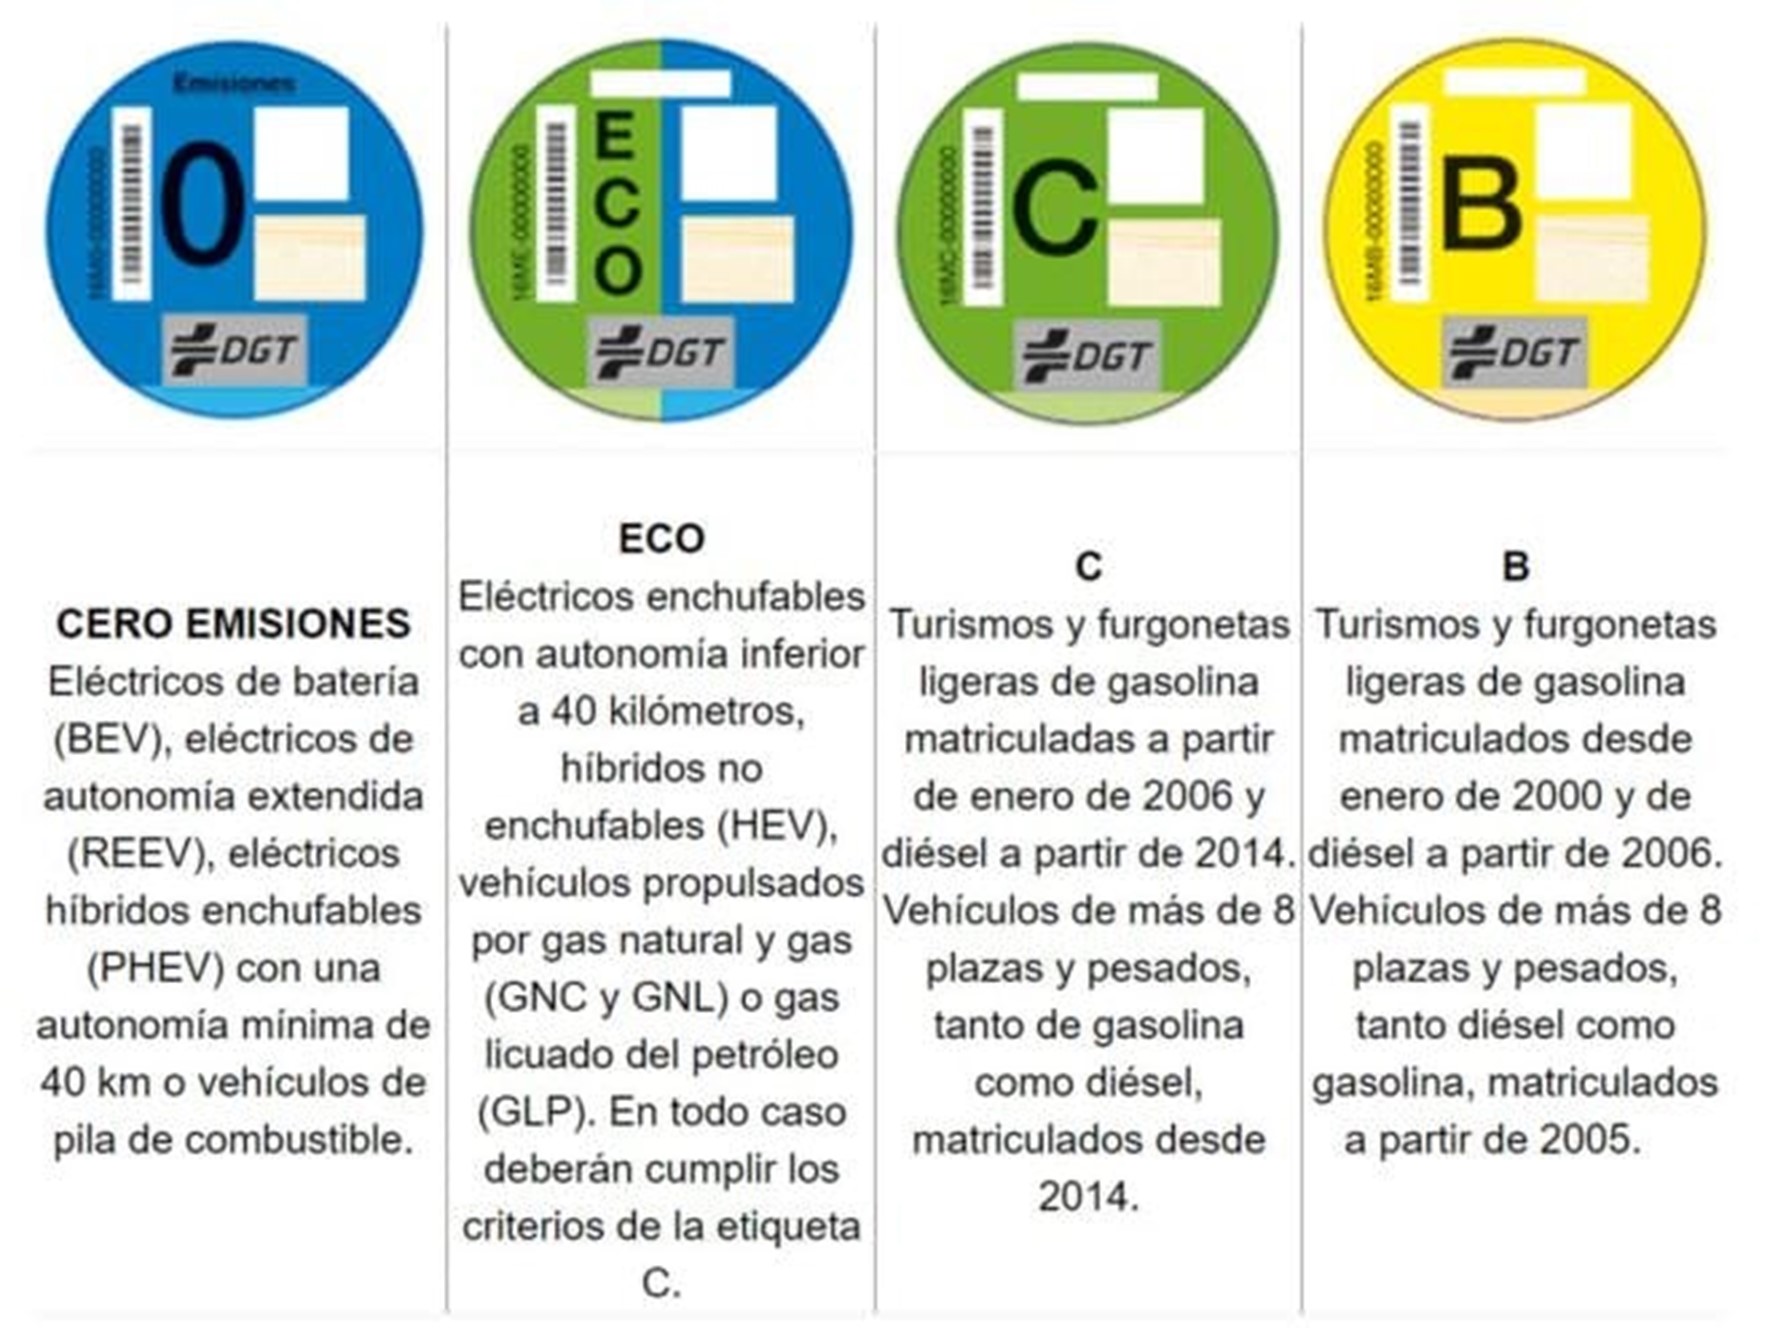 Emisiones
16M0-0000000
0
DGT
16ME-0000000
E
C
O
DGT
16MC-0000000
C
DGT
16MB-0000000
B
DGT
CERO EMISIONES
Eléctricos de batería
(BEV), eléctricos de
autonomía extendida
(REEV), eléctricos
híbridos enchufables
(PHEV) con una
autonomía mínima de
40 km o vehículos de
pila de combustible.
ECO
Eléctricos enchufables
con autonomía inferior
a 40 kilómetros,
híbridos no
enchufables (HEV),
vehículos propulsados
por gas natural y gas
(GNC y GNL) o gas
licuado del petróleo
(GLP). En todo caso
deberán cumplir los
criterios de la etiqueta
C.
C
Turismos y furgonetas
ligeras de gasolina
matriculadas a partir
de enero de 2006 y
diésel a partir de 2014.
Vehículos de más de 8
plazas y pesados,
tanto de gasolina
como diésel,
matriculados desde
2014.
B
Turismos y furgonetas
ligeras de gasolina
matriculados desde
enero de 2000 y de
diésel a partir de 2006.
Vehículos de más de 8
plazas y pesados,
tanto diésel como
gasolina, matriculados
a partir de 2005.